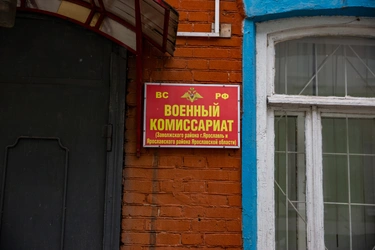 ВС РФ
ВОЕННЫЙ
КОМИССАРИАТ
(Заволжского района г.Ярославль и
Ярославского района Ярославской области)